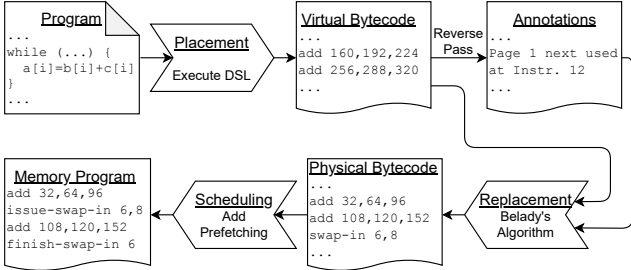 Program
...
while (...) {
a[i]=b[i]+c[i]
}
...
Placement
Execute DSL
Virtual Bytecode
...
add 160,192,224
add 256,288,320
...
Reverse
Pass
Annotations
...
Page 1 next used
at Instr. 12
...
Replacement
Belady's
Algorithm
Physical Bytecode
...
add 32,64,96
add 108,120,152
swap-in 6,8
...
Scheduling
Add
Prefetching
Memory Program
add 32,64,96
issue-swap-in 6,8
add 108,120,152
finish-swap-in 6